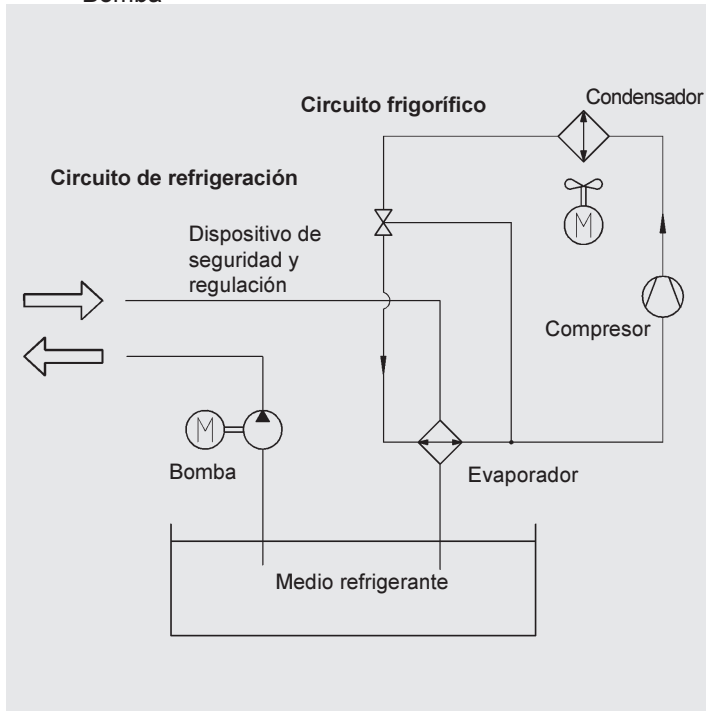 Bomba
Circuito frigorífico
Condensador
Circuito de refrigeración
Dispositivo de
seguridad y
regulación
M
Compresor
M
Bomba
Evaporador
Medio refrigerante